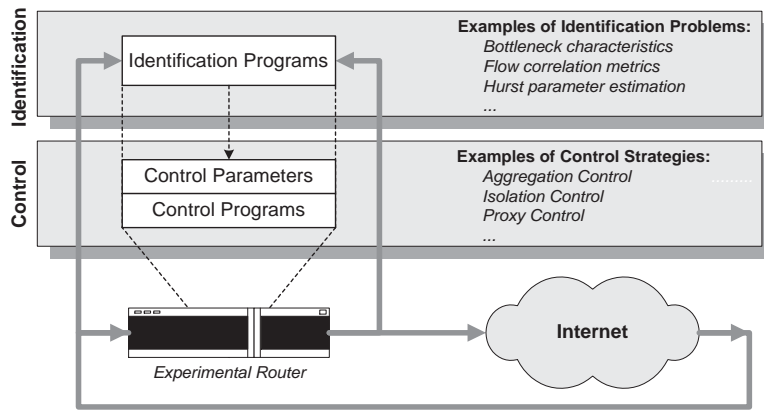 Identification
Identification Programs
Examples of Identification Problems:
Bottleneck characteristics
Flow correlation metrics
Hurst parameter estimation
...
Control
Control Parameters
Control Programs
Examples of Control Strategies:
Aggregation Control
Isolation Control
Proxy Control
...
Experimental Router
Internet